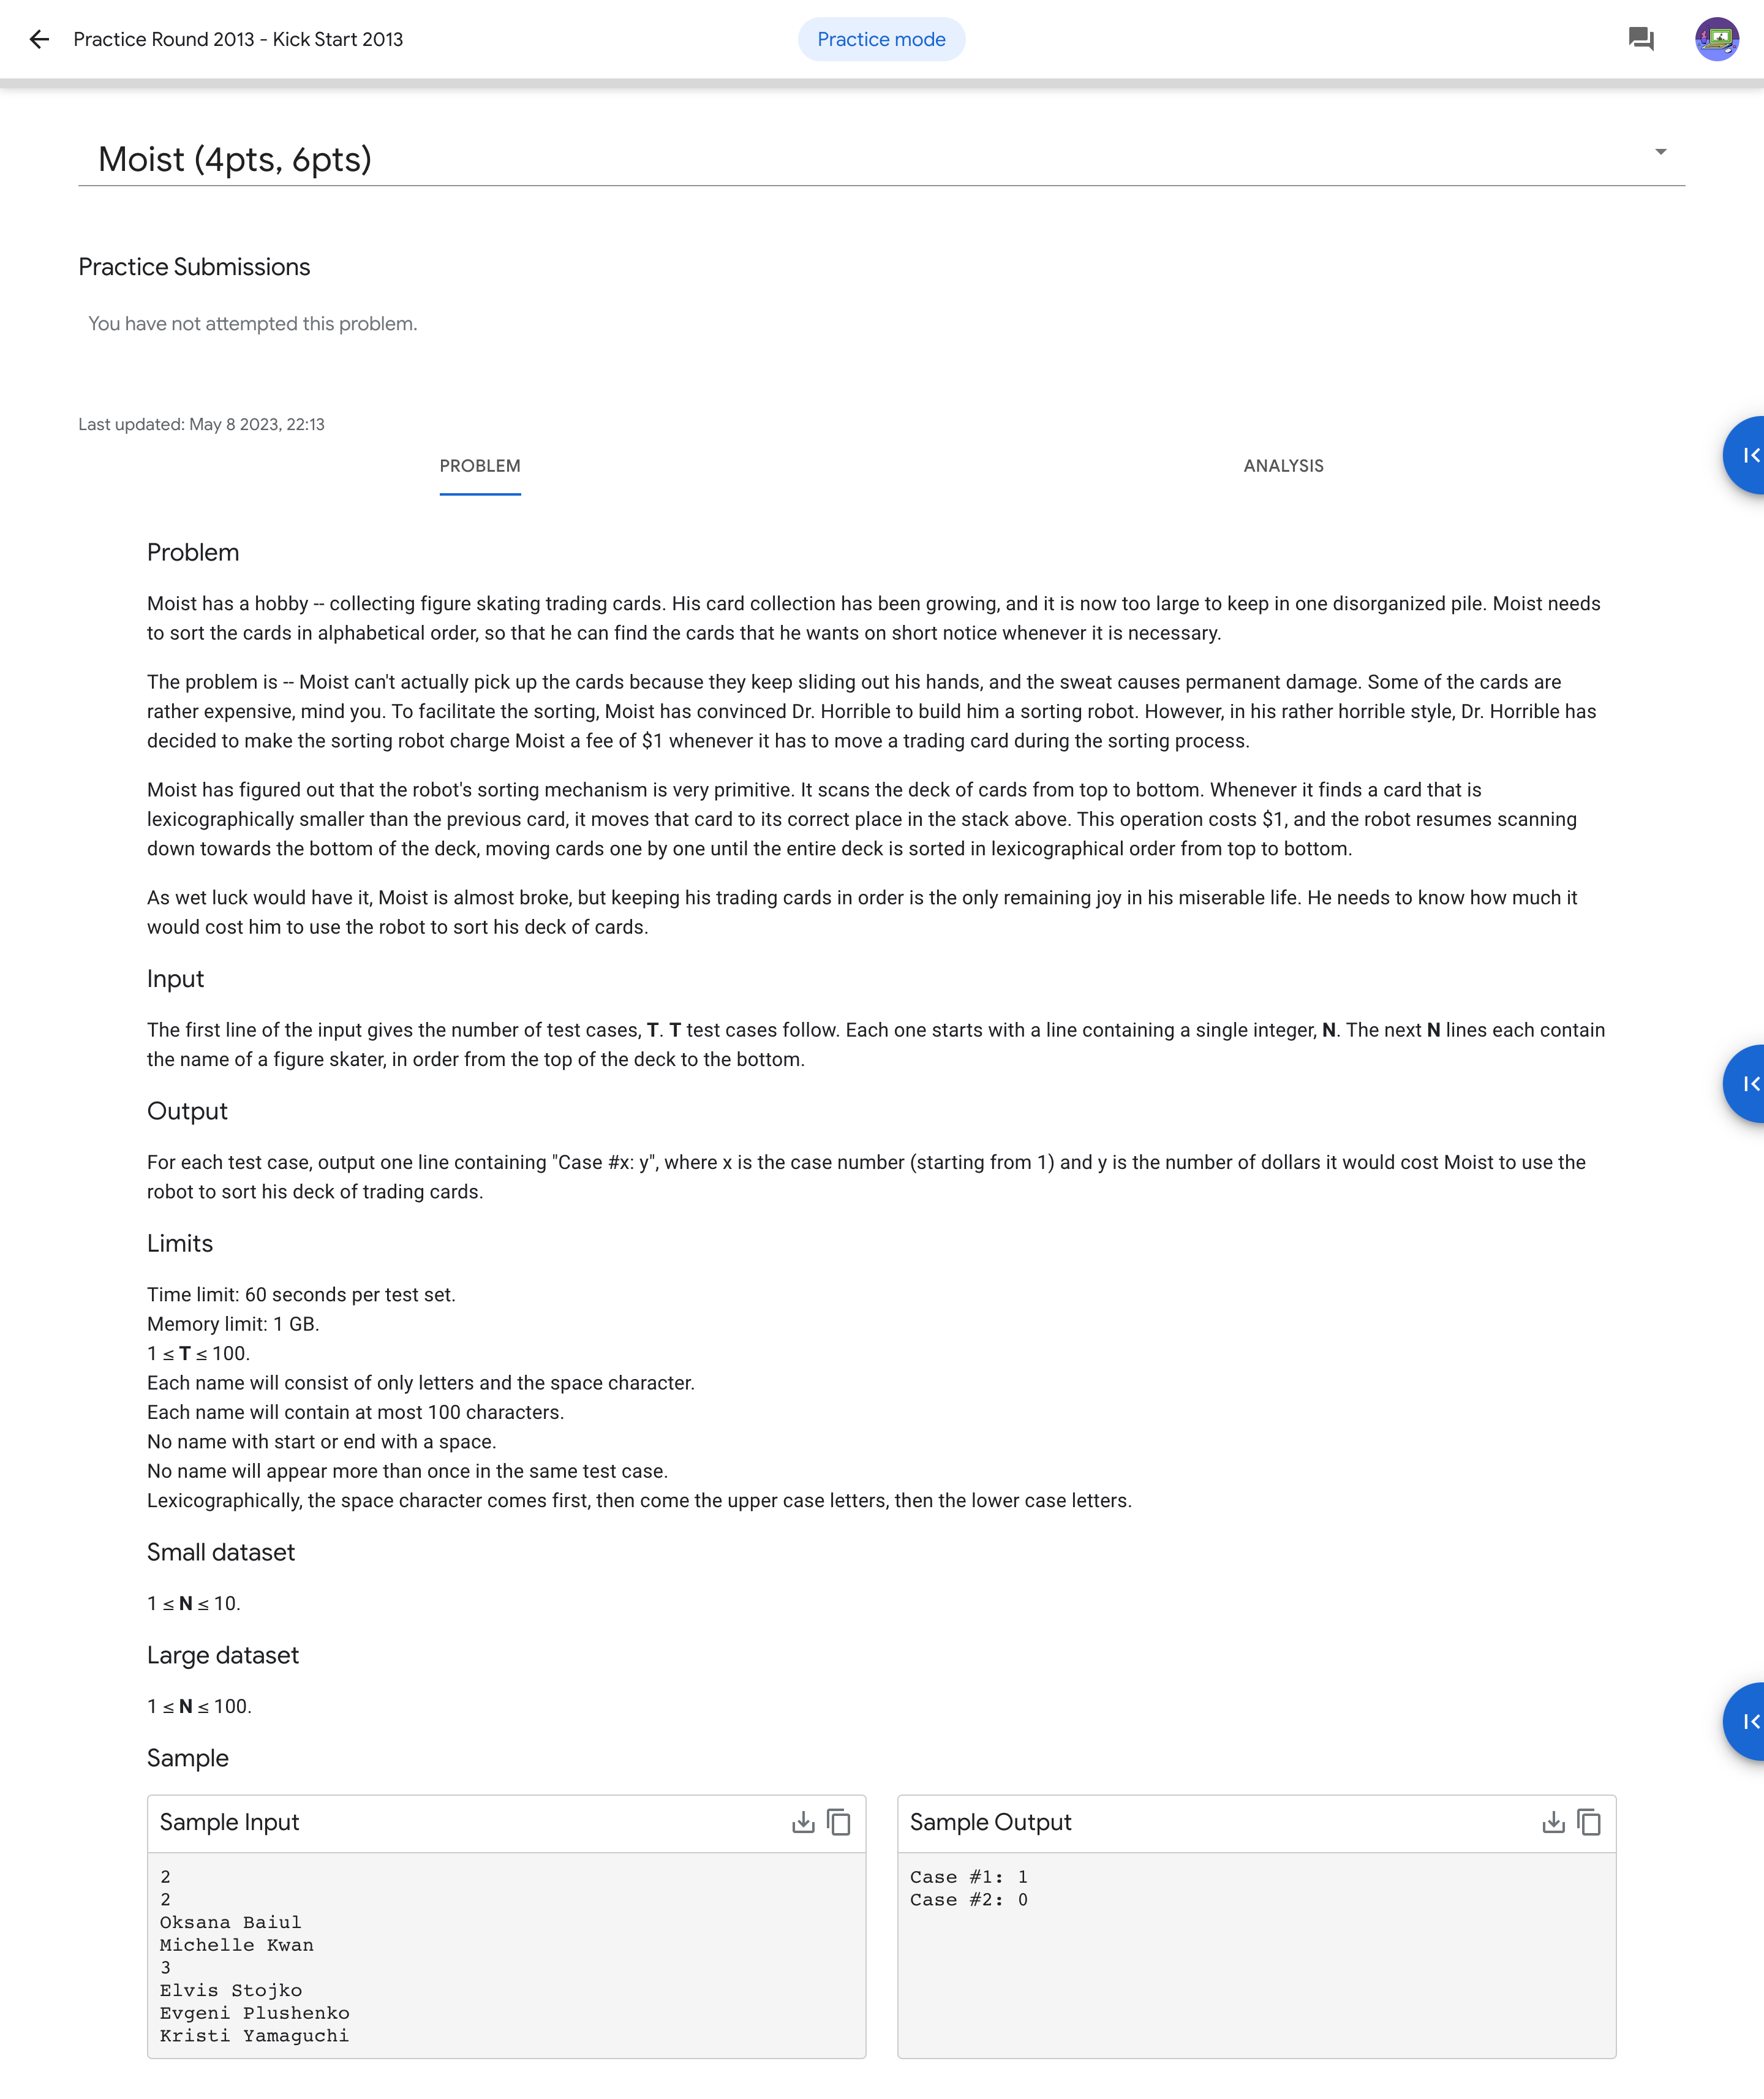 Practice Round 2013 - Kick Start 2013
Practice mode
Moist (4pts, 6pts)
Practice Submissions
You have not attempted this problem.
Last updated: May 8 2023, 22:13
PROBLEM
ANALYSIS
Problem
Moist has a hobby -- collecting figure skating trading cards. His card collection has been growing, and it is now too large to keep in one disorganized pile. Moist needs
to sort the cards in alphabetical order, so that he can find the cards that he wants on short notice whenever it is necessary.
The problem is -- Moist can't actually pick up the cards because they keep sliding out his hands, and the sweat causes permanent damage. Some of the cards are
rather expensive, mind you. To facilitate the sorting, Moist has convinced Dr. Horrible to build him a sorting robot. However, in his rather horrible style, Dr. Horrible has
decided to make the sorting robot charge Moist a fee of $1 whenever it has to move a trading card during the sorting process.
Moist has figured out that the robot's sorting mechanism is very primitive. It scans the deck of cards from top to bottom. Whenever it finds a card that is
lexicographically smaller than the previous card, it moves that card to its correct place in the stack above. This operation costs $1, and the robot resumes scanning
down towards the bottom of the deck, moving cards one by one until the entire deck is sorted in lexicographical order from top to bottom.
As wet luck would have it, Moist is almost broke, but keeping his trading cards in order is the only remaining joy in his miserable life. He needs to know how much it
would cost him to use the robot to sort his deck of cards.
Input
The first line of the input gives the number of test cases, T. T test cases follow. Each one starts with a line containing a single integer, N. The next N lines each contain
the name of a figure skater, in order from the top of the deck to the bottom.
Output
For each test case, output one line containing "Case #x: y", where x is the case number (starting from 1) and y is the number of dollars it would cost Moist to use the
robot to sort his deck of trading cards.
Limits
Time limit: 60 seconds per test set.
Memory limit: 1 GB.
1 ≤ T ≤ 100.
Each name will consist of only letters and the space character.
Each name will contain at most 100 characters.
No name with start or end with a space.
No name will appear more than once in the same test case.
Lexicographically, the space character comes first, then come the upper case letters, then the lower case letters.
Small dataset
1 ≤ N ≤ 10.
Large dataset
1 ≤ N ≤ 100.
Sample
Sample Input
2
2
Oksana Baiul
Michelle Kwan
3
Elvis Stojko
Evgeni Plushenko
Kristi Yamaguchi
Sample Output
Case #1: 1
Case #2: 0